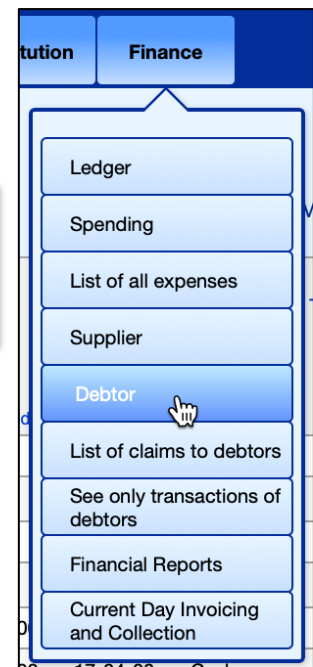 tution
Finance
Ledger
Spending
List of all expenses
Supplier
Debtor
List of claims to debtors
See only transactions of
debtors
Financial Reports
Current Day Invoicing
and Collection